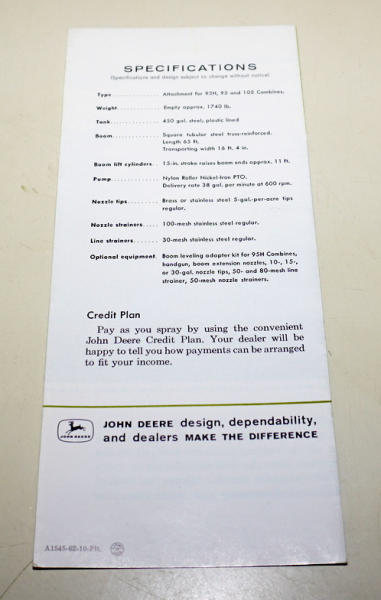 SPECIFICATIONS
(Specifications and design subject to change without notice)
Type . . . . . . . . . . . . Attachment for 95H, 95 and 105 Combines.
Weight . . . . . . . . . . . . Empty approx. 1740 lb.
Tank . . . . . . . . . . . . 450 gal. steel, plastic lined
Boom . . . . . . . . . . . . Square tubular steel truss-reinforced.
Length 65 ft.
Transporting width 16 ft. 4 in.
Boom lift cylinders . . . . 15-in. stroke raises boom ends approx. 11 ft.
Pump . . . . . . . . . . . . Nylon Roller Nickel-Iron PTO.
Delivery rate 38 gal. per minute at 600 rpm.
Nozzle tips . . . . . . . . . Brass or stainless steel 5-gal.-per-acre tips
regular.
Nozzle strainers . . . . . 100-mesh stainless steel regular.
Line strainers . . . . . . . 30-mesh stainless steel regular.
Optional equipment. Boom leveling adapter kit for 95H Combines,
handgun, boom extension nozzles, 10-, 15-,
or 30-gal. nozzle tips, 50- and 80-mesh line
strainer, 50-mesh nozzle strainers.
Credit Plan
Pay as you spray by using the convenient
John Deere Credit Plan. Your dealer will be
happy to tell you how payments can be arranged
to fit your income.
JOHN DEERE
JOHN DEERE design, dependability,
and dealers MAKE THE DIFFERENCE
A1545-62-10-Ptd.